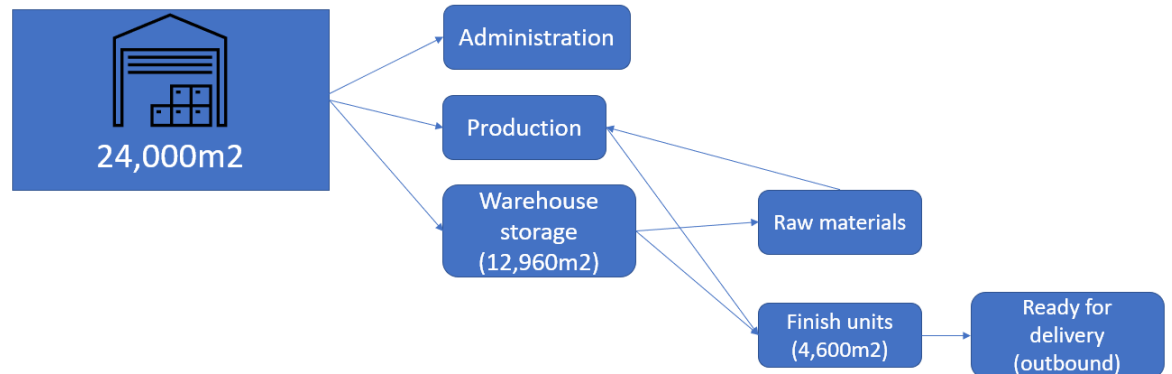 24,000m2
Administration
Production
Warehouse
storage
(12,960m2)
Raw materials
Finish units
(4,600m2)
Ready for
delivery
(outbound)